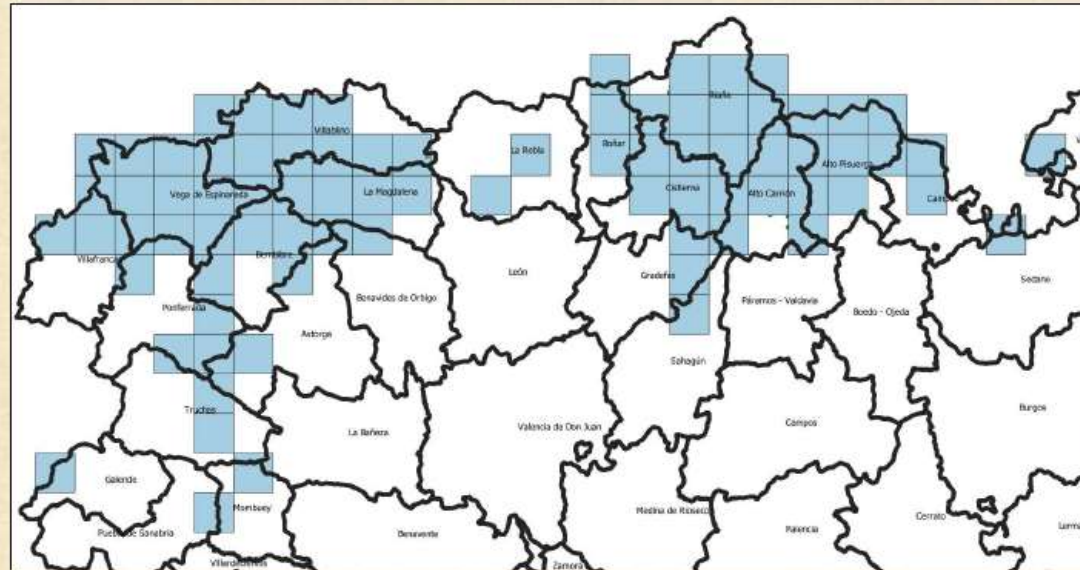 Riaño
Villablino
Boñar
La Robla
Alto Pisuerga
Cistierna
Vega de Espinareda
La Magdalena
Alto Carrión
Villafranca
Bembibre
León
Gradefes
Sedano
Benavides de Orbigo
Páramos - Valdavia
Ponferrada
Boedo - Ojeda
Astorga
Sahagún
Truchas
Burgos
Campos
La Bañeza
Valencia de Don Juan
Galende
Mombuey
Medina de Rioseco
Cerrato
Puebla de Sanabria
Benavente
Palencia
Zamora